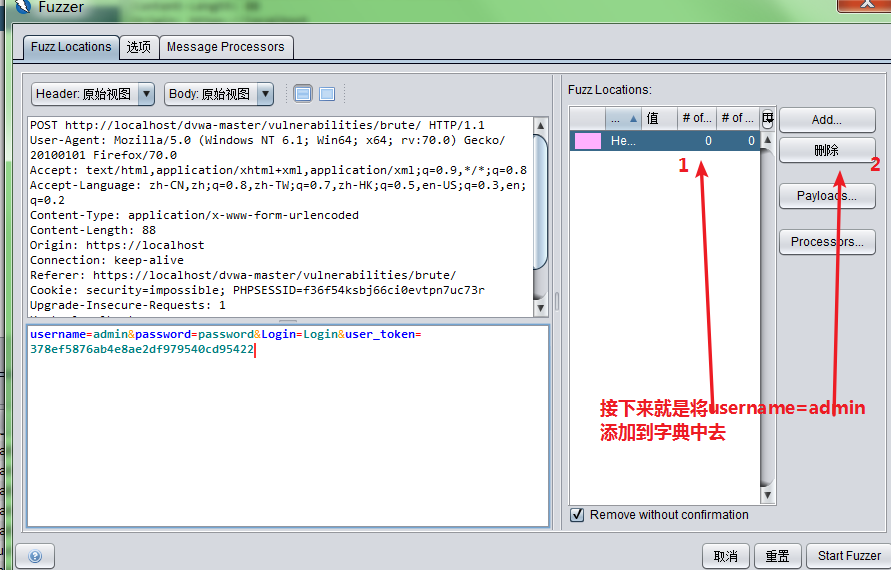 Fuzzer
Fuzz Locations
选项
Message Processors
Header: 原始视图
Body: 原始视图
POST http://localhost/dvwa-master/vulnerabilities/brute/ HTTP/1.1
User-Agent: Mozilla/5.0 (Windows NT 6.1; Win64; x64; rv:70.0) Gecko/
20100101 Firefox/70.0
Accept: text/html,application/xhtml+xml,application/xml;q=0.9,*/*;q=0.8
Accept-Language: zh-CN,zh;q=0.8,zh-TW;q=0.7,zh-HK;q=0.5,en-US;q=0.3,en;
q=0.2
Content-Type: application/x-www-form-urlencoded
Content-Length: 88
Origin: https://localhost
Connection: keep-alive
Referer: https://localhost/dvwa-master/vulnerabilities/brute/
Cookie: security=impossible; PHPSESSID=f36f54ksbj66ci0evtpn7uc73r
Upgrade-Insecure-Requests: 1
username=admin&password=password&Login=Login&user_token=
378ef5876ab4e8ae2df979540cd95422
Fuzz Locations:
... 值 # of... # of ...
He... 0 0
1
Add...
删除
2
Payloads...
Processors...
接下来就是将username=admin
添加到字典中去
Remove without confirmation
取消
重置
Start Fuzzer